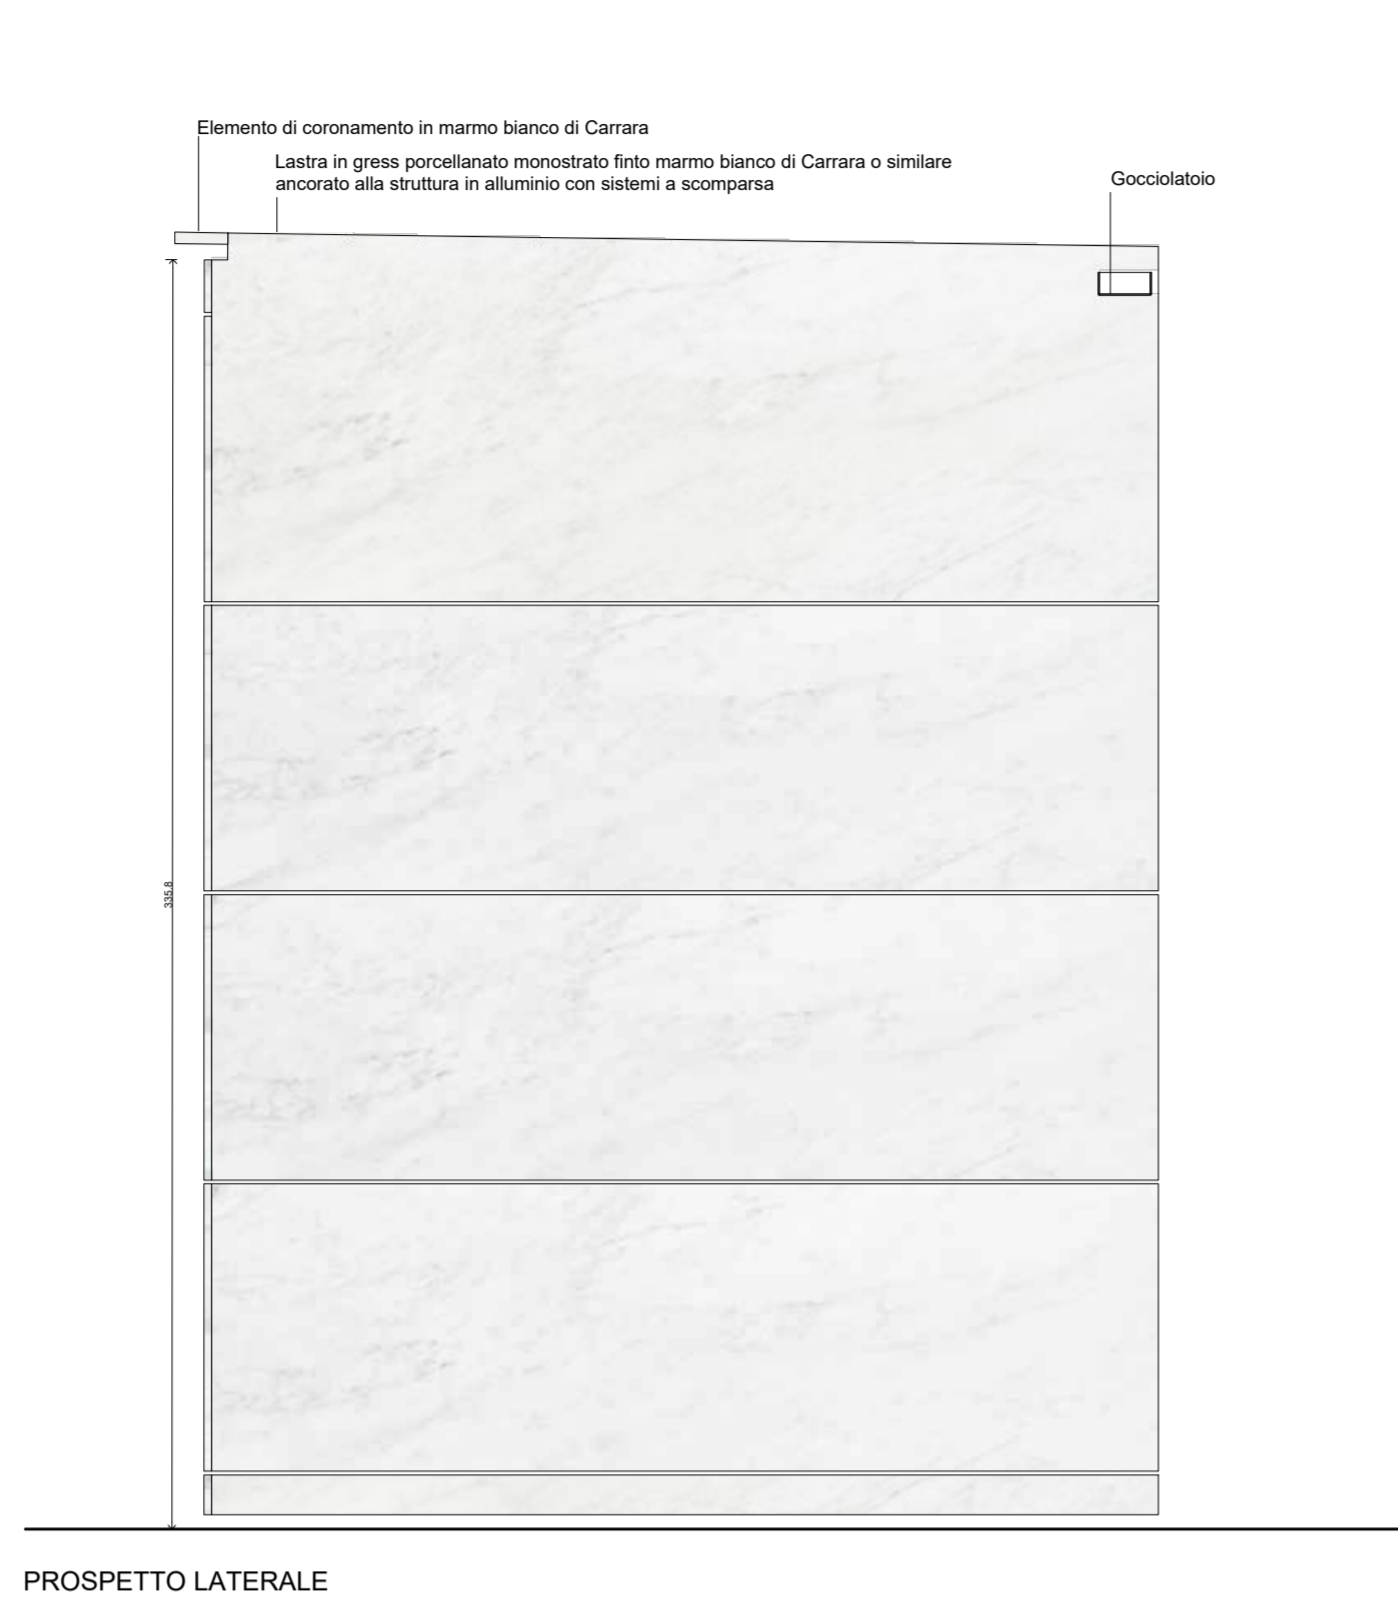 Elemento di coronamento in marmo bianco di Carrara
Lastra in gress porcellanato monostrato finto marmo bianco di Carrara o similare
ancorato alla struttura in alluminio con sistemi a scomparsa
Gocciolatoio
335.8
PROSPETTO LATERALE